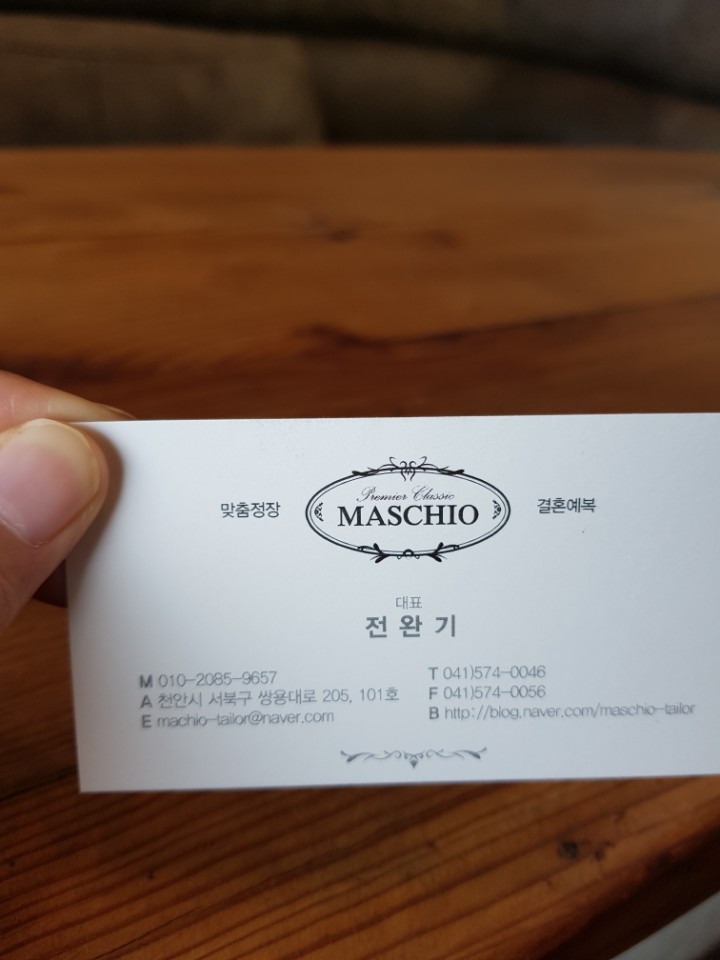 Premier Classic
맞춤정장 MASCHIO 결혼예복
대표
전 완 기
M 010-2085-9657
A 천안시 서북구 쌍용대로 205, 101호
E machio-tailor@naver.com
T 041)574-0046
F 041)574-0056
B http://blog.naver.com/maschio-tailor